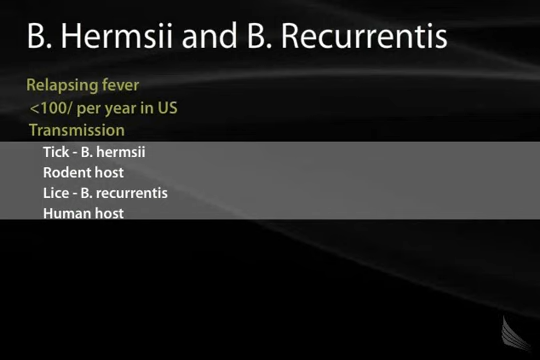 B. Hermsii and B. Recurrentis
Relapsing fever
<100/ per year in US
Transmission
Tick - B. hermsii
Rodent host
Lice - B. recurrentis
Human host